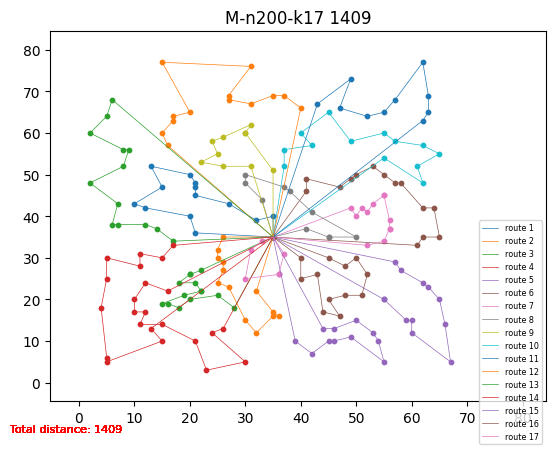 M-n200-k17 1409
80
70
60
50
40
30
20
10
0
0
10
20
30
40
50
60
70
80
route 1
route 2
route 3
route 4
route 5
route 6
route 7
route 8
route 9
route 10
route 11
route 12
route 13
route 14
route 15
route 16
route 17
Total distance: 1409